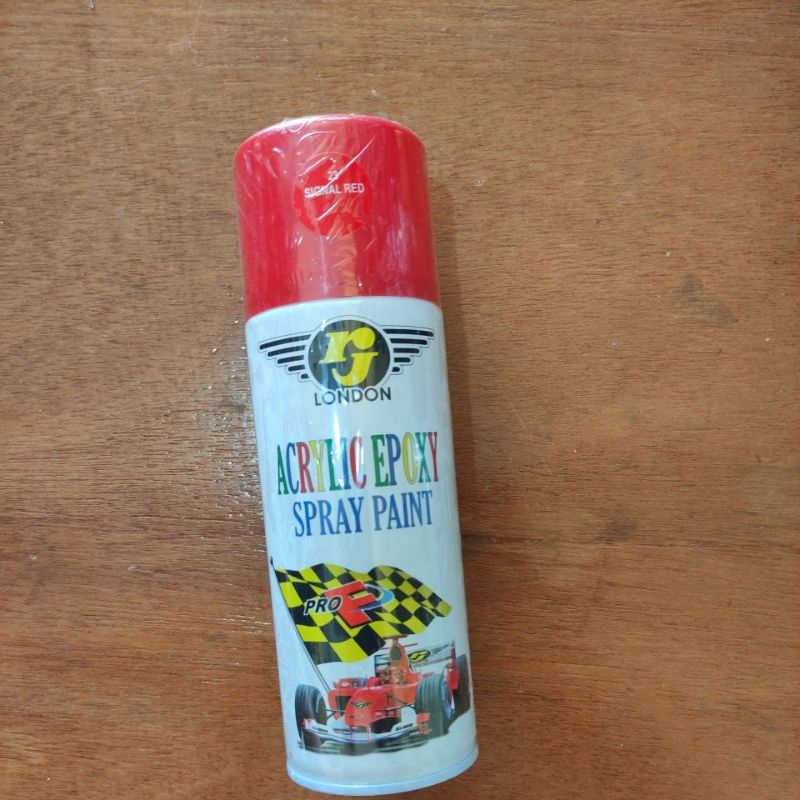 23
SIGNAL RED
rJ
LONDON
ACRYLIC EPOXY
SPRAY PAINT
PRO F